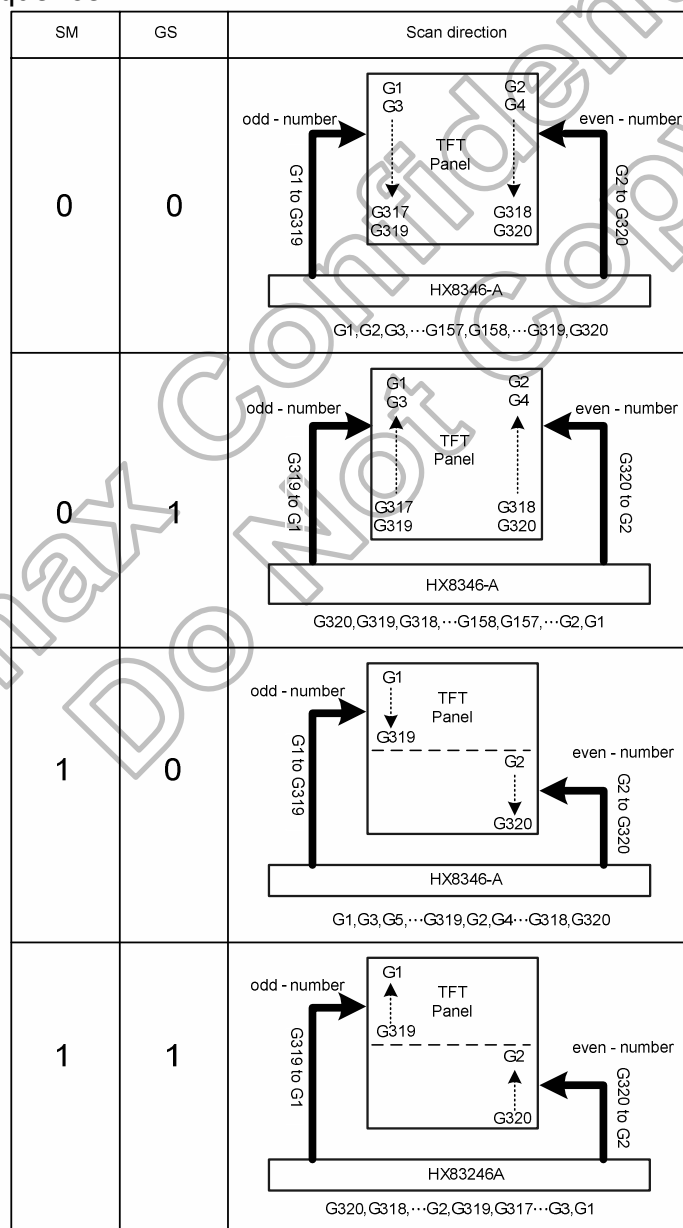 SM GS Scan direction
G1 G2
G3 G4
odd - number even - number
TFT
Panel
G1 to G319 G2 to G320
G317 G318
G319 G320
0 0
HX8346-A
G1,G2,G3,···G157,G158,···G319,G320
G1 G2
G3 G4
odd - number even - number
TFT
Panel
G319 to G1 G320 to G2
G317 G318
G319 G320
0 1
HX8346-A
G320,G319,G318,···G158,G157,···G2,G1
G1
odd - number
TFT
Panel
G319
G1 to G319
even - number
G2
G2 to G320
G320
1 0
HX8346-A
G1,G3,G5,···G319,G2,G4···G318,G320
G1
odd - number
TFT
Panel
G319
G319 to G1
even - number
G2
G320 to G2
G320
1 1
HX83246A
G320,G318,···G2,G319,G317···G3,G1
Do Not Copy